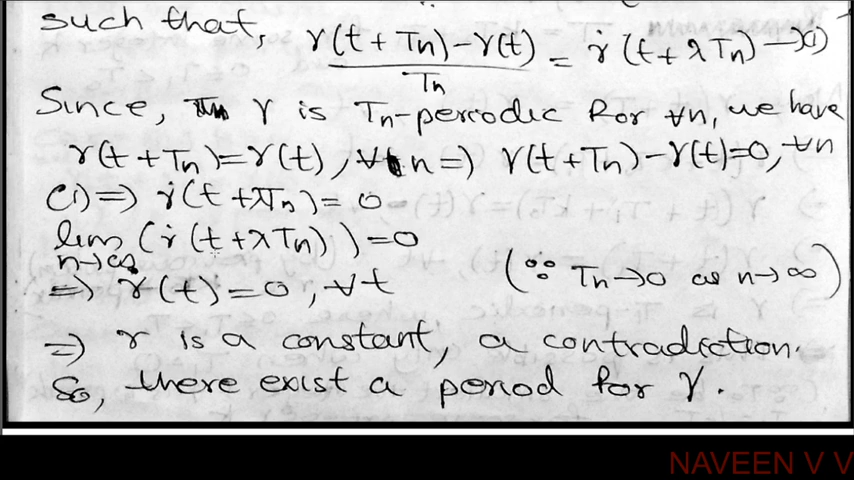 such that, γ(t + Tn) − γ(t) / Tn = γ̇(t + λTn) → (i)
Since, γ is Tn-periodic for ∀n, we have
γ(t + Tn) = γ(t), ∀ n ⇒ γ(t + Tn) − γ(t) = 0, ∀n
(i) ⇒ γ̇(t + λTn) = 0
lim n→∞ (γ̇(t + λTn)) = 0
⇒ γ̇(t) = 0, ∀t (∵ Tn → 0 as n → ∞)
⇒ γ is a constant, a contradiction.
So, there exist a period for γ.
NAVEEN V V